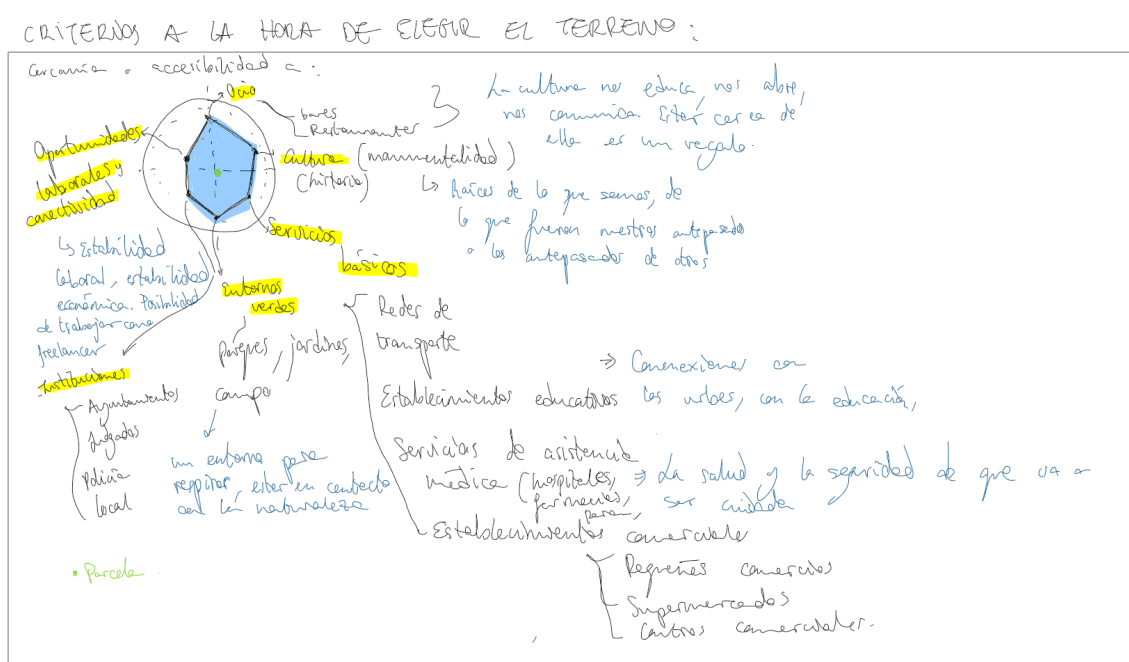 CRITERIOS A LA HORA DE ELEGIR EL TERRENO:
Cercanía o accesibilidad a:
Ocio
bares
Restaurantes
La cultura nos educa, nos abre,
nos comunica. Estar cerca de
ella es un regalo.
Cultura (monumentalidad)
(historia)
Raíces de lo que somos, de
lo que fueron nuestros antepasados
o los antepasados de otros
Oportunidades
laborales y
conectividad
Estabilidad
laboral, estabilidad
económica. Posibilidad
de trabajar como
freelancer
Servicios
básicos
Entornos
verdes
Parques, jardines,
campo
un entorno para
respirar, estar en contacto
con la naturaleza
Instituciones
Ayuntamientos
Juzgados
Policía
local
Redes de
transporte
Establecimientos educativos
⇒ Conexiones con
las urbes, con la educación,
Servicios de asistencia
médica (hospitales,
farmacias,
⇒ La salud y la seguridad de que va a
ser cuidada
Establecimientos comerciales
Pequeños comercios
Supermercados
Centros comerciales.
• Parcela